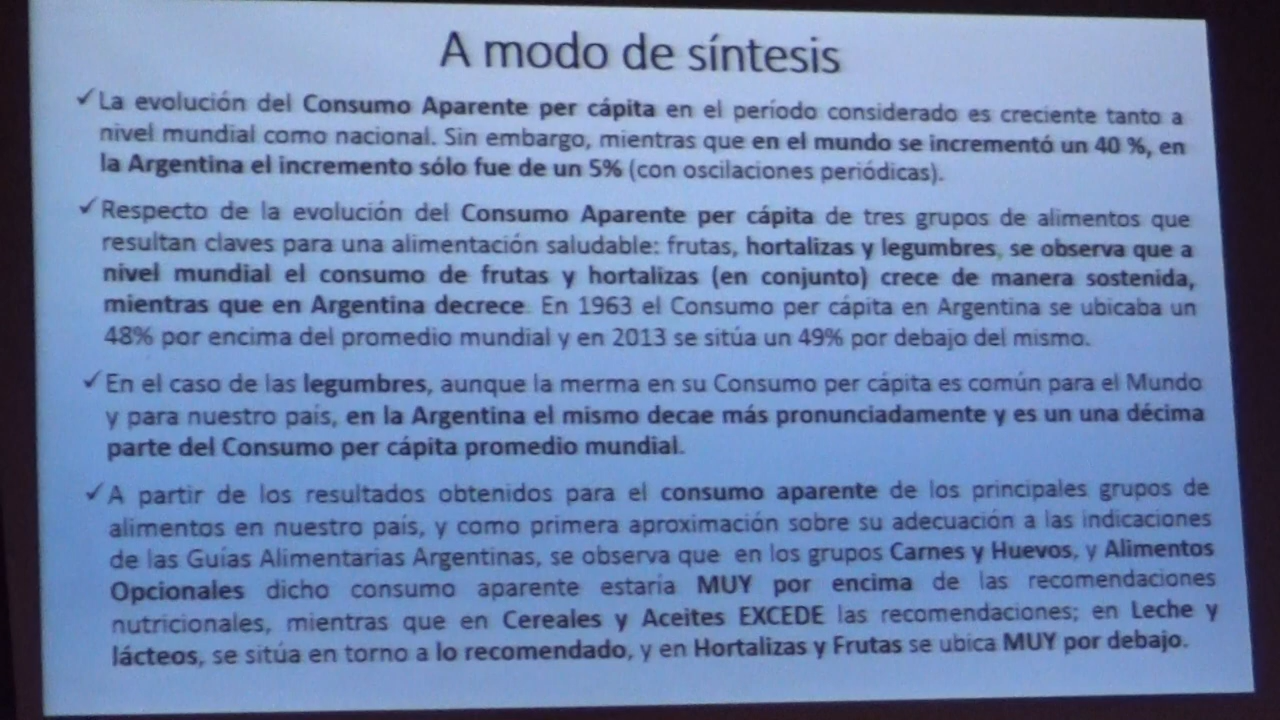 A modo de síntesis
✓La evolución del Consumo Aparente per cápita en el período considerado es creciente tanto a
nivel mundial como nacional. Sin embargo, mientras que en el mundo se incrementó un 40 %, en
la Argentina el incremento sólo fue de un 5% (con oscilaciones periódicas).
✓Respecto de la evolución del Consumo Aparente per cápita de tres grupos de alimentos que
resultan claves para una alimentación saludable: frutas, hortalizas y legumbres, se observa que a
nivel mundial el consumo de frutas y hortalizas (en conjunto) crece de manera sostenida,
mientras que en Argentina decrece. En 1963 el Consumo per cápita en Argentina se ubicaba un
48% por encima del promedio mundial y en 2013 se sitúa un 49% por debajo del mismo.
✓En el caso de las legumbres, aunque la merma en su Consumo per cápita es común para el Mundo
y para nuestro país, en la Argentina el mismo decae más pronunciadamente y es un una décima
parte del Consumo per cápita promedio mundial.
✓A partir de los resultados obtenidos para el consumo aparente de los principales grupos de
alimentos en nuestro país, y como primera aproximación sobre su adecuación a las indicaciones
de las Guías Alimentarias Argentinas, se observa que en los grupos Carnes y Huevos, y Alimentos
Opcionales dicho consumo aparente estaría MUY por encima de las recomendaciones
nutricionales, mientras que en Cereales y Aceites EXCEDE las recomendaciones; en Leche y
lácteos, se sitúa en torno a lo recomendado, y en Hortalizas y Frutas se ubica MUY por debajo.